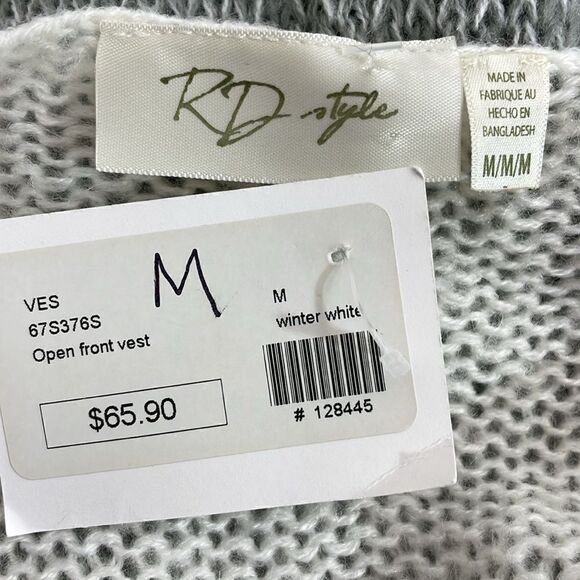 RD style
MADE IN
FABRIQUE AU
HECHO EN
BANGLADESH
M/M/M
M
VES
67S376S
Open front vest
$65.90
M
winter white
# 128445